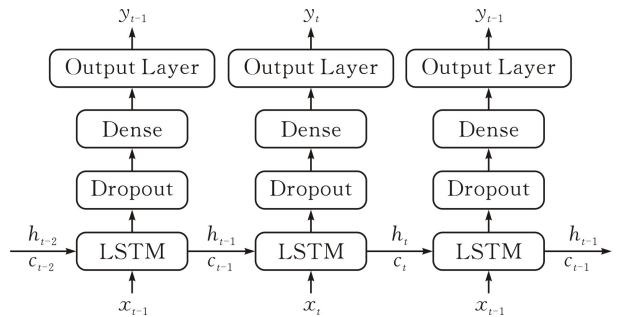 y_{t-1} y_t y_{t-1}
Output Layer Output Layer Output Layer
Dense Dense Dense
Dropout Dropout Dropout
h_{t-2} h_{t-1} h_t h_{t-1}
LSTM LSTM LSTM
c_{t-2} c_{t-1} c_t c_{t-1}
x_{t-1} x_t x_{t-1}